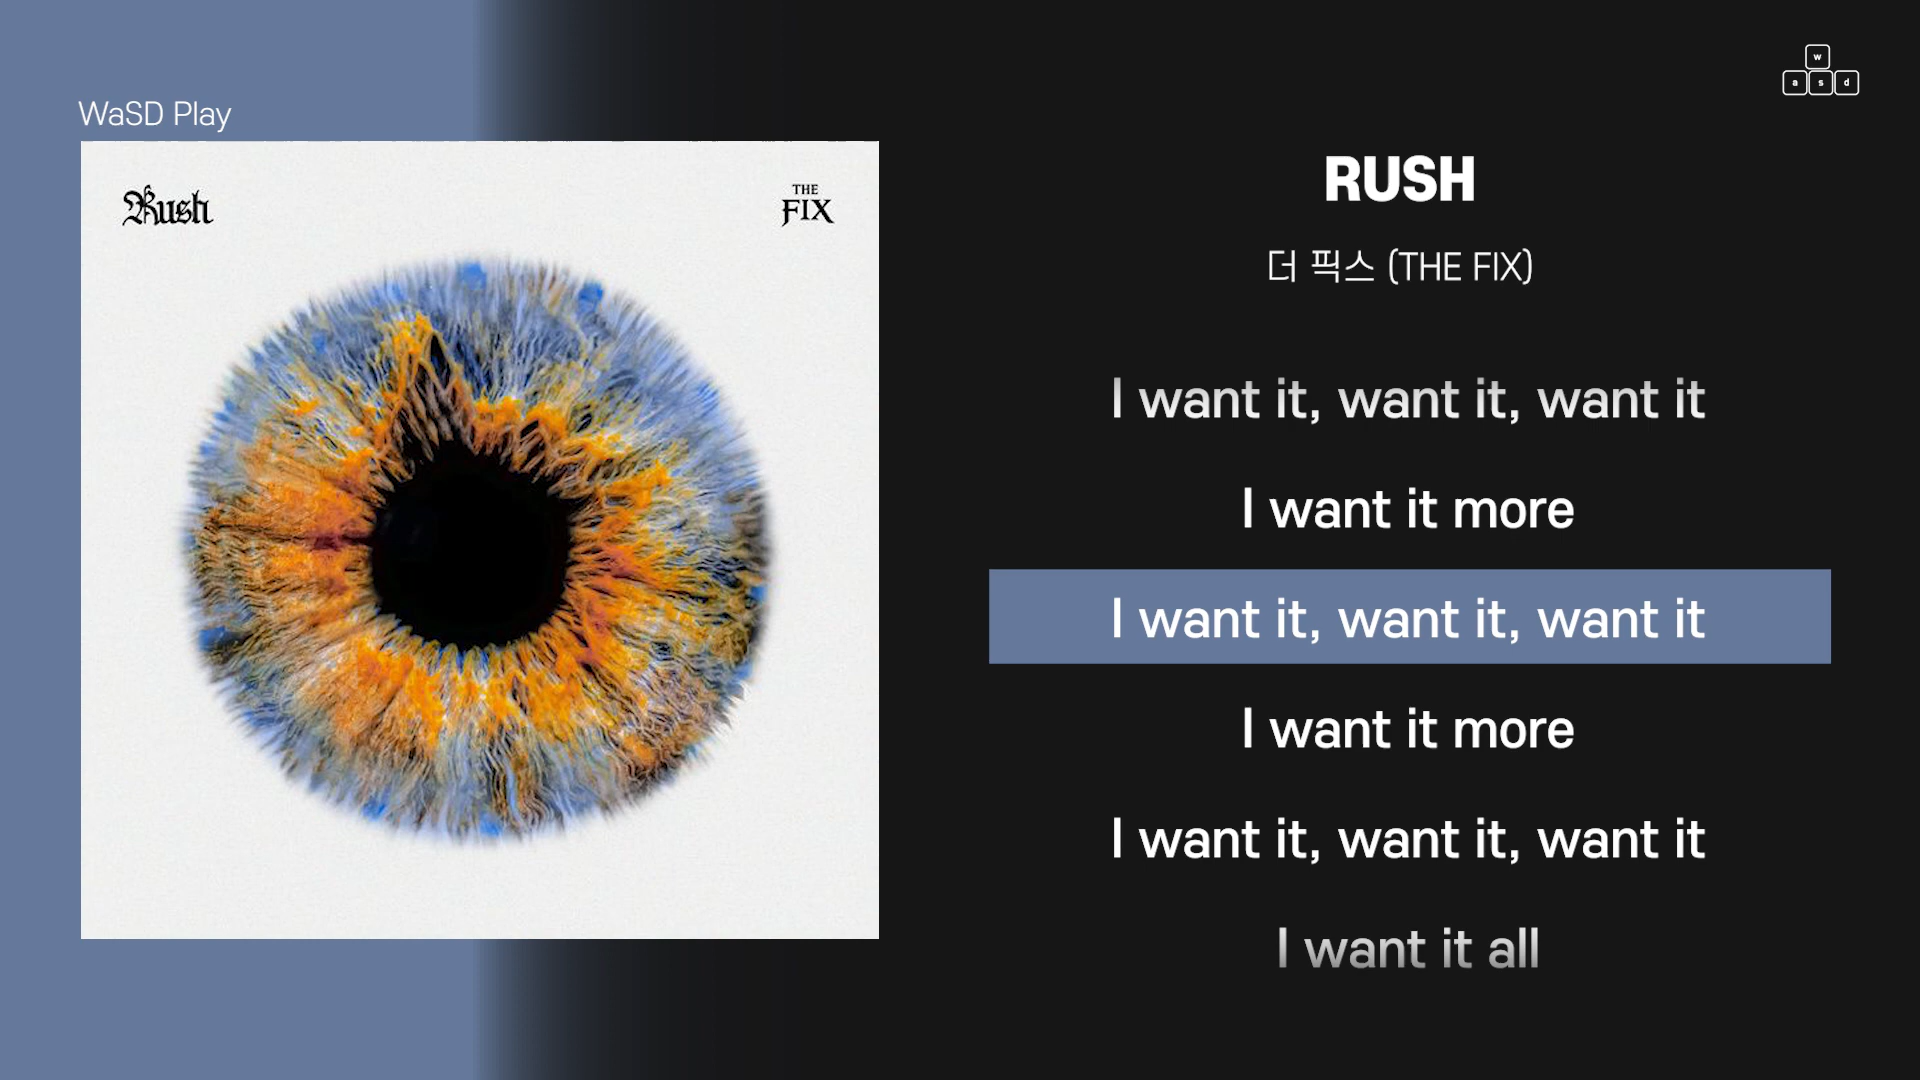 WaSD Play
Rush
THE
FIX
w
a s d
RUSH
더 픽스 (THE FIX)
I want it, want it, want it
I want it more
I want it, want it, want it
I want it more
I want it, want it, want it
I want it all